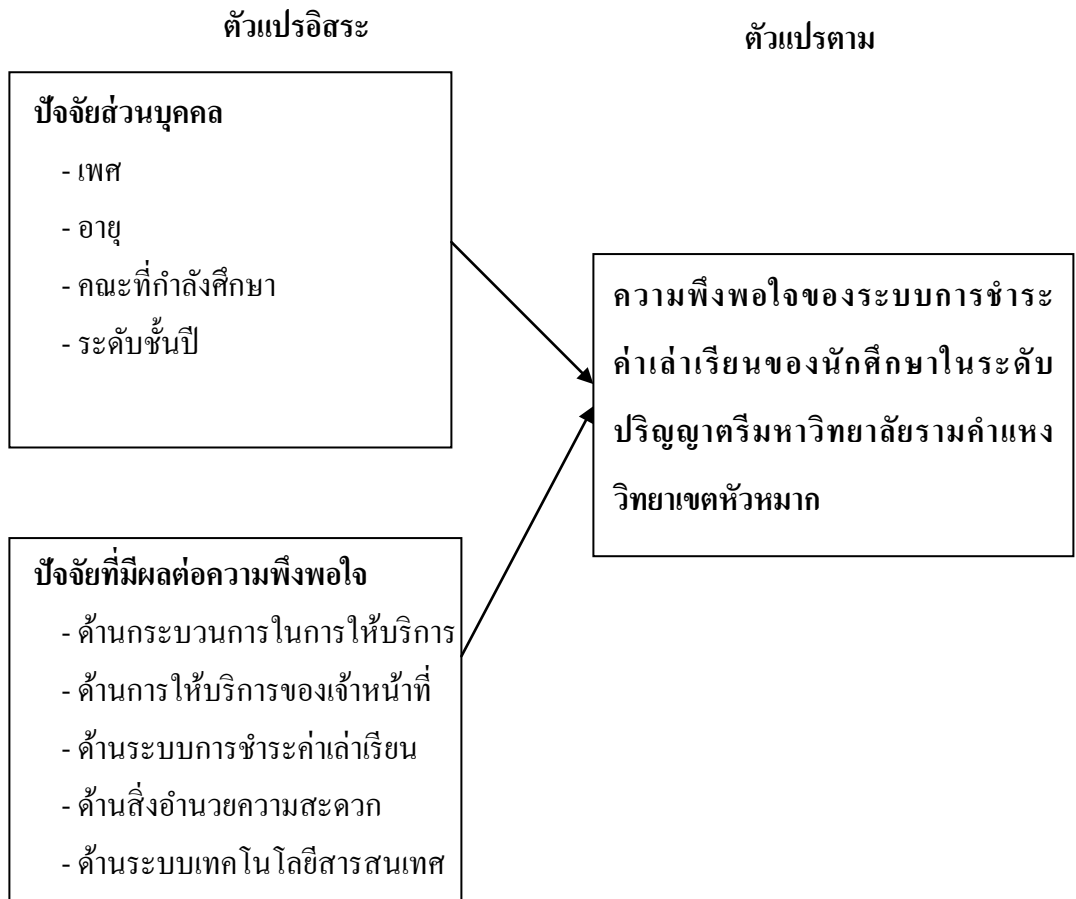 ตัวแปรอิสระ
ตัวแปรตาม
ปัจจัยส่วนบุคคล
- เพศ
- อายุ
- คณะที่กำลังศึกษา
- ระดับชั้นปี
ความพึงพอใจของระบบการชำระ
ค่าเล่าเรียนของนักศึกษาในระดับ
ปริญญาตรีมหาวิทยาลัยรามคำแหง
วิทยาเขตหัวหมาก
ปัจจัยที่มีผลต่อความพึงพอใจ
- ด้านกระบวนการในการให้บริการ
- ด้านการให้บริการของเจ้าหน้าที่
- ด้านระบบการชำระค่าเล่าเรียน
- ด้านสิ่งอำนวยความสะดวก
- ด้านระบบเทคโนโลยีสารสนเทศ